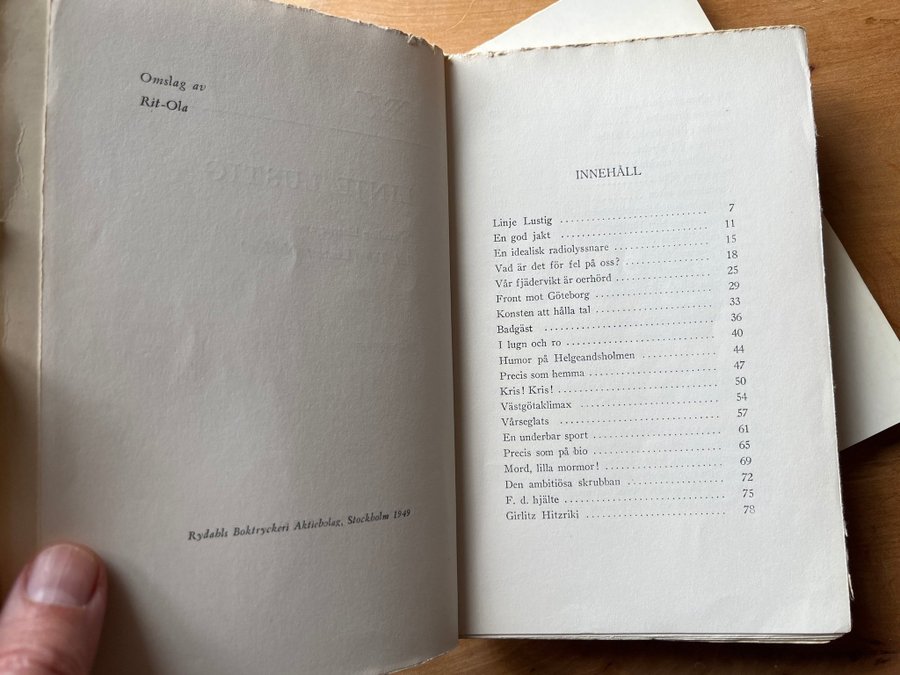 Omslag av
Rit-Ola
Rydahls Boktryckeri Aktiebolag, Stockholm 1949
INNEHÅLL
Linje Lustig 7
En god jakt 11
En idealisk radiolyssnare 15
Vad är det för fel på oss? 18
Vår fjädervikt är oerhörd 25
Front mot Göteborg 29
Konsten att hålla tal 33
Badgäst 36
I lugn och ro 40
Humor på Helgeandsholmen 44
Precis som hemma 47
Kris! Kris! 50
Västgötaklimax 54
Vårseglats 57
En underbar sport 61
Precis som på bio 65
Mord, lilla mormor! 69
Den ambitiösa skrubban 72
F. d. hjälte 75
Girlitz Hitzriki 78